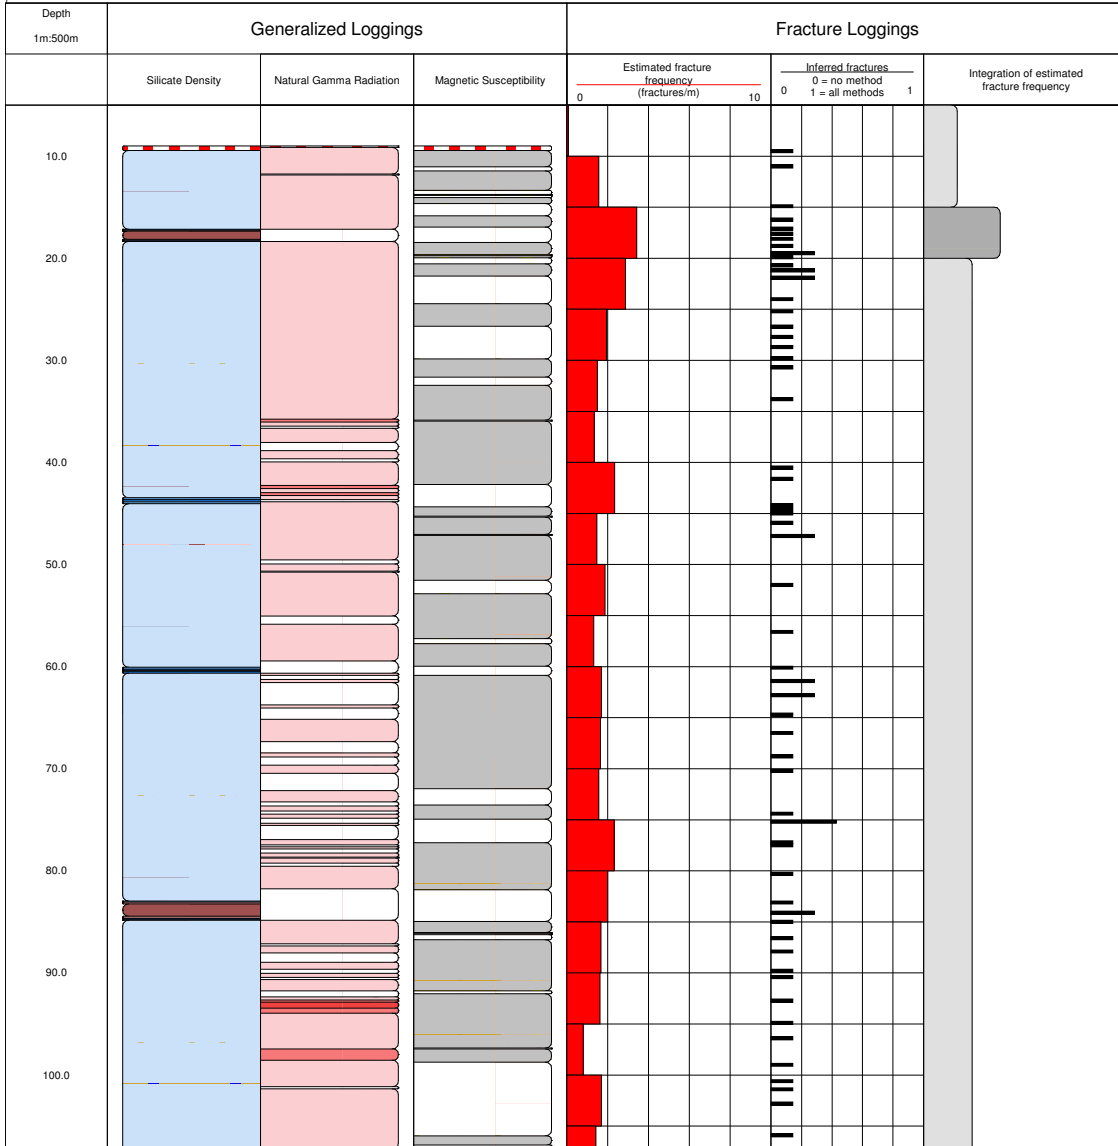 Depth
1m:500m
Generalized Loggings
Fracture Loggings
Silicate Density
Natural Gamma Radiation
Magnetic Susceptibility
Estimated fracture
frequency
(fractures/m)
0 10
Inferred fractures
0 = no method
1 = all methods
0 1
Integration of estimated
fracture frequency
10.0
20.0
30.0
40.0
50.0
60.0
70.0
80.0
90.0
100.0